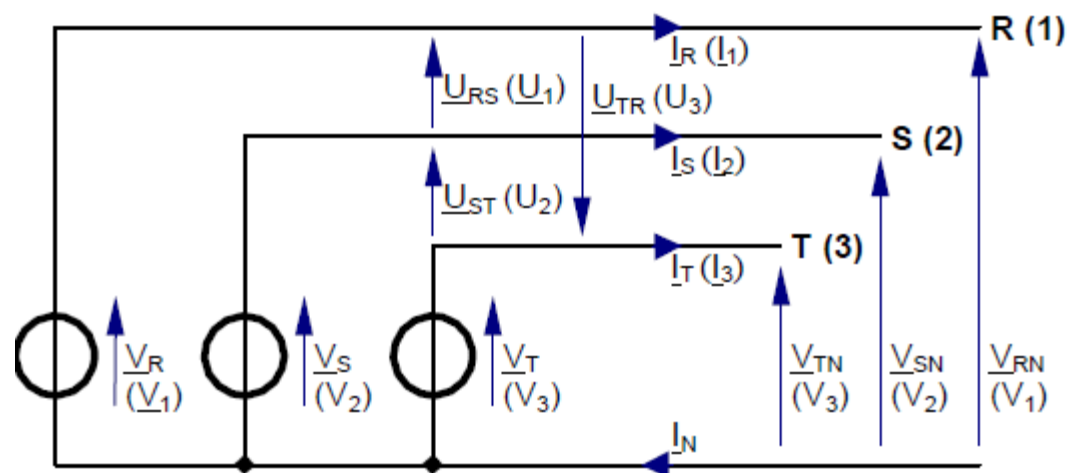 R (1)
I_R (I_1)
U_RS (U_1)
U_TR (U_3)
S (2)
I_S (I_2)
U_ST (U_2)
T (3)
I_T (I_3)
V_R
(V_1)
V_S
(V_2)
V_T
(V_3)
V_TN
(V_3)
V_SN
(V_2)
V_RN
(V_1)
I_N